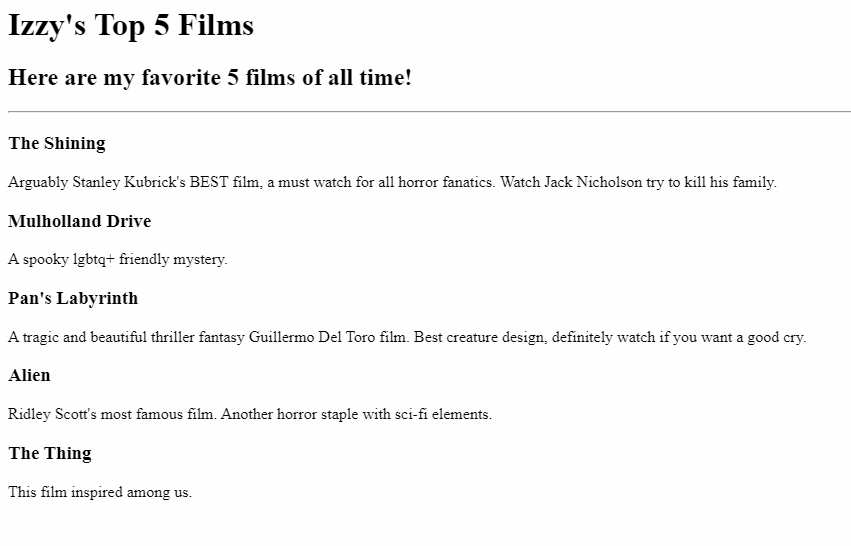 Izzy's Top 5 Films
Here are my favorite 5 films of all time!
The Shining
Arguably Stanley Kubrick's BEST film, a must watch for all horror fanatics. Watch Jack Nicholson try to kill his family.
Mulholland Drive
A spooky lgbtq+ friendly mystery.
Pan's Labyrinth
A tragic and beautiful thriller fantasy Guillermo Del Toro film. Best creature design, definitely watch if you want a good cry.
Alien
Ridley Scott's most famous film. Another horror staple with sci-fi elements.
The Thing
This film inspired among us.